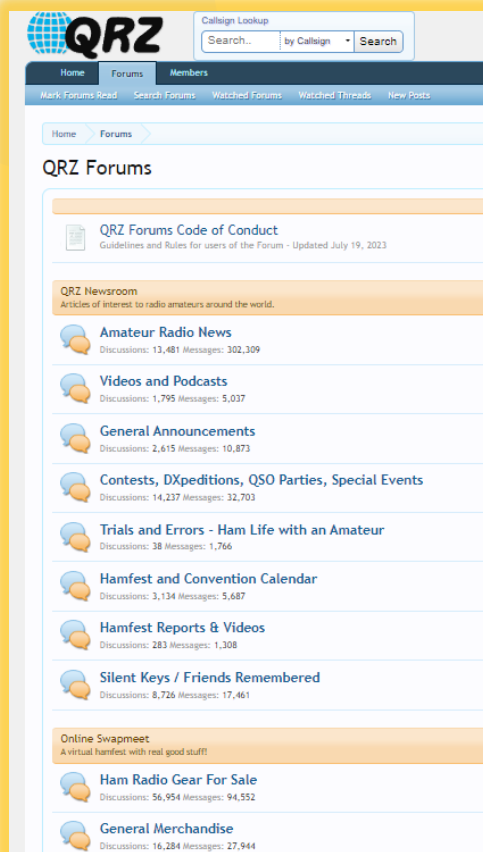 QRZ
Callsign Lookup
Search.. by Callsign Search
Home Forums Members
Mark Forums Read Search Forums Watched Forums Watched Threads New Posts
Home Forums
QRZ Forums
QRZ Forums Code of Conduct
Guidelines and Rules for users of the Forum - Updated July 19, 2023
QRZ Newsroom
Articles of interest to radio amateurs around the world.
Amateur Radio News
Discussions: 13,481 Messages: 302,309
Videos and Podcasts
Discussions: 1,795 Messages: 5,037
General Announcements
Discussions: 2,615 Messages: 10,873
Contests, DXpeditions, QSO Parties, Special Events
Discussions: 14,237 Messages: 32,703
Trials and Errors - Ham Life with an Amateur
Discussions: 38 Messages: 1,766
Hamfest and Convention Calendar
Discussions: 3,134 Messages: 5,687
Hamfest Reports & Videos
Discussions: 283 Messages: 1,308
Silent Keys / Friends Remembered
Discussions: 8,726 Messages: 17,461
Online Swapmeet
A virtual hamfest with real good stuff!
Ham Radio Gear For Sale
Discussions: 56,954 Messages: 94,552
General Merchandise
Discussions: 16,284 Messages: 27,944